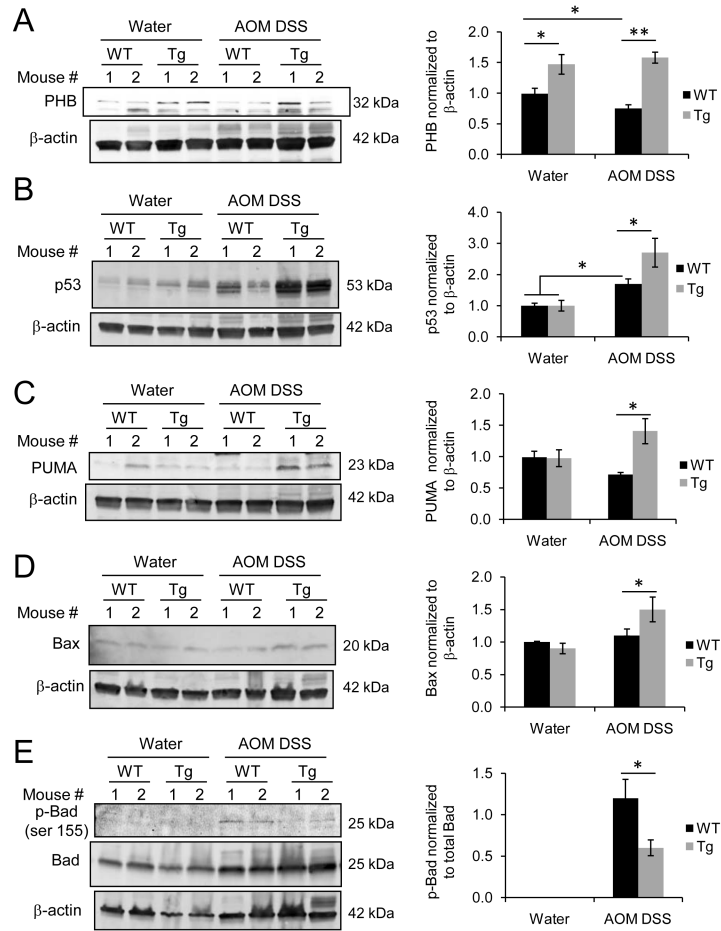 A
Water AOM DSS
WT Tg WT Tg
Mouse # 1 2 1 2 1 2 1 2
PHB 32 kDa
β-actin 42 kDa
PHB normalized to
β-actin
2.0
1.5
1.0
0.5
0.0
* * **
Water AOM DSS
WT
Tg
B
Water AOM DSS
WT Tg WT Tg
Mouse # 1 2 1 2 1 2 1 2
p53 53 kDa
β-actin 42 kDa
p53 normalized
to β-actin
4.0
3.0
2.0
1.0
0.0
* *
Water AOM DSS
WT
Tg
C
Water AOM DSS
WT Tg WT Tg
Mouse # 1 2 1 2 1 2 1 2
PUMA 23 kDa
β-actin 42 kDa
PUMA normalized
to β-actin
2.0
1.5
1.0
0.5
0.0
*
Water AOM DSS
WT
Tg
D
Water AOM DSS
WT Tg WT Tg
Mouse # 1 2 1 2 1 2 1 2
Bax 20 kDa
β-actin 42 kDa
Bax normalized to
β-actin
2.0
1.5
1.0
0.5
0.0
*
Water AOM DSS
WT
Tg
E
Water AOM DSS
WT Tg WT Tg
Mouse # 1 2 1 2 1 2 1 2
p-Bad
(ser 155) 25 kDa
Bad 25 kDa
β-actin 42 kDa
p-Bad normalized
to total Bad
1.5
1.0
0.5
0.0
*
Water AOM DSS
WT
Tg